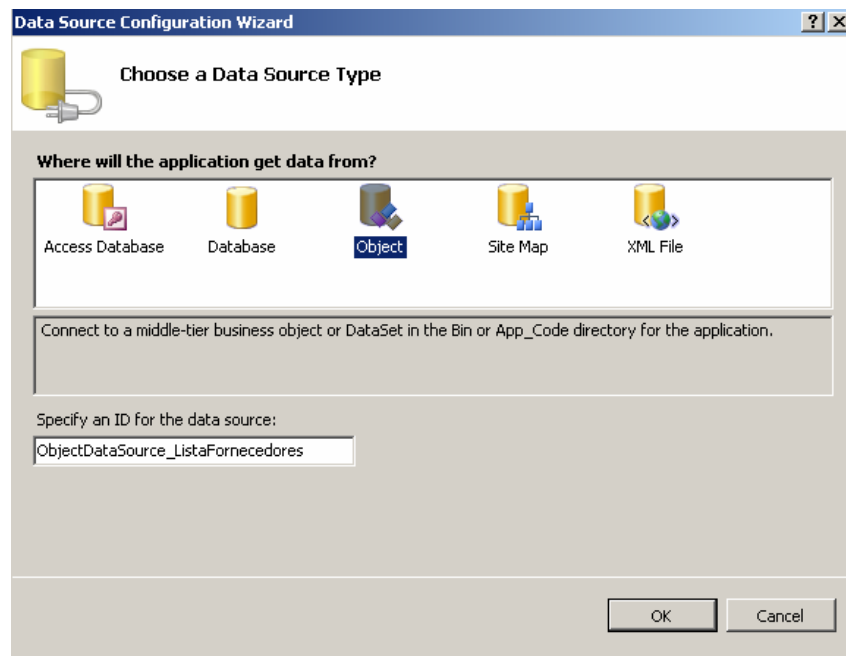 Data Source Configuration Wizard
Choose a Data Source Type
Where will the application get data from?
Access Database
Database
Object
Site Map
XML File
Connect to a middle-tier business object or DataSet in the Bin or App_Code directory for the application.
Specify an ID for the data source:
ObjectDataSource_ListaFornecedores
OK
Cancel